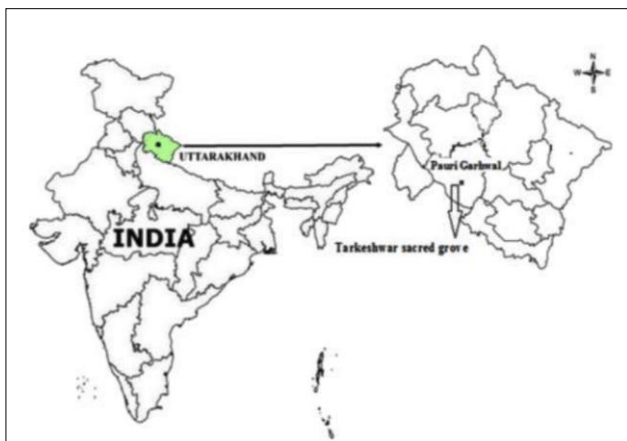 N
W E
S
UTTARAKHAND
Pauri Garhwal
INDIA
Tarkeshwar sacred grove